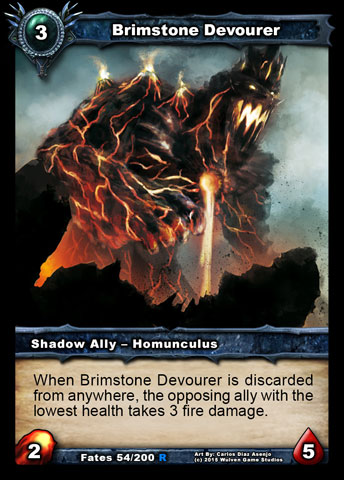 3
Brimstone Devourer
Shadow Ally – Homunculus
When Brimstone Devourer is discarded
from anywhere, the opposing ally with the
lowest health takes 3 fire damage.
2
Fates 54/200 R
Art By: Carlos Diaz Asenjo
(c) 2015 Wulven Game Studios
5